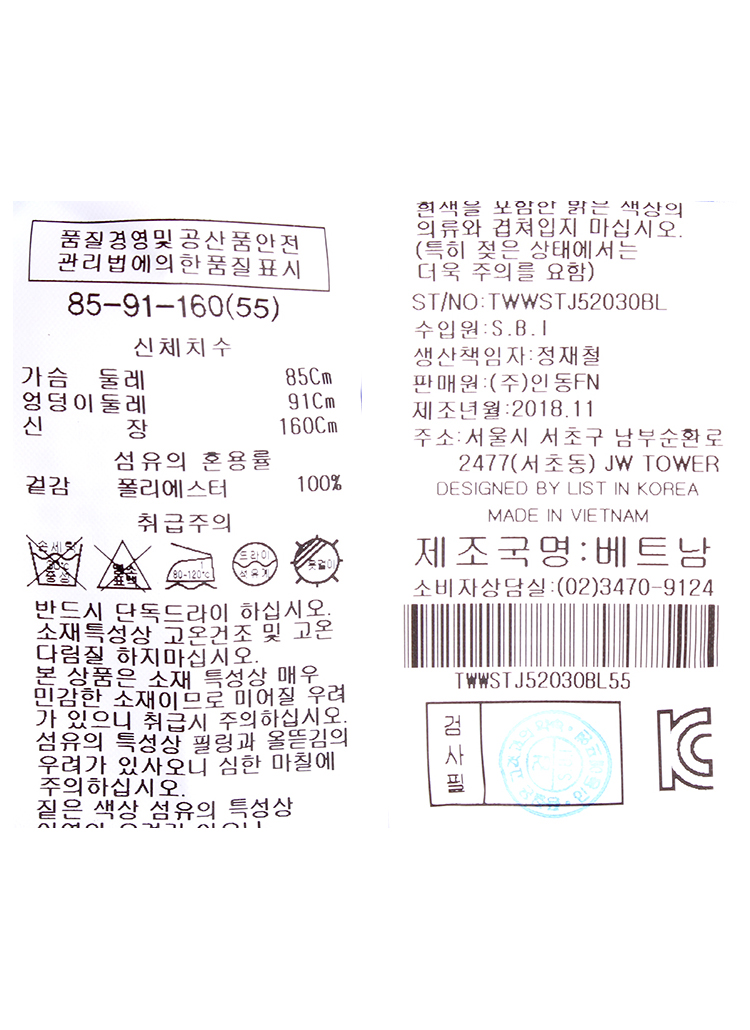 품질경영및 공산품안전
관리법에의한품질표시
85-91-160(55)
신체치수
가슴 둘레 85Cm
엉덩이둘레 91Cm
신 장 160Cm
섬유의 혼용률
겉감 폴리에스터 100%
취급주의
손세탁
30℃
중성
염소
표백
80-120℃
드라이
석유계
옷걸이
반드시 단독드라이 하십시오.
소재특성상 고온건조 및 고온
다림질 하지마십시오.
본 상품은 소재 특성상 매우
민감한 소재이므로 미어질 우려
가 있으니 취급시 주의하십시오.
섬유의 특성상 필링과 올뜯김의
우려가 있사오니 심한 마찰에
주의하십시오.
짙은 색상 섬유의 특성상
흰색을 포함한 밝은 색상의
의류와 겹쳐입지 마십시오.
(특히 젖은 상태에서는
더욱 주의를 요함)
ST/NO:TWWSTJ52030BL
수입원:S.B.I
생산책임자:정재철
판매원:(주)인동FN
제조년월:2018.11
주소:서울시 서초구 남부순환로
2477(서초동) JW TOWER
DESIGNED BY LIST IN KOREA
MADE IN VIETNAM
제조국명:베트남
소비자상담실:(02)3470-9124
TWWSTJ52030BL55
검사필
KC